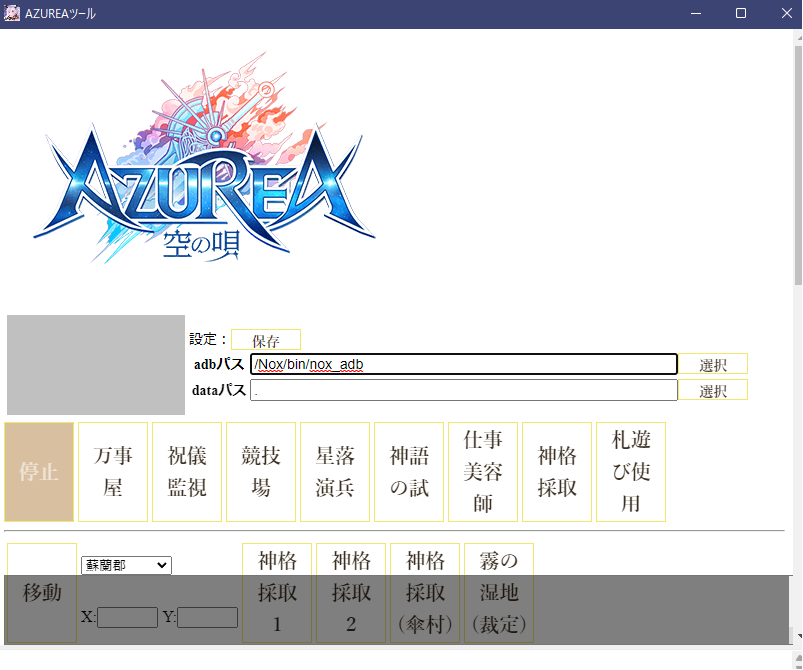 AZUREAツール
AZUREA
空の唄
設定： 保存
adbパス /Nox/bin/nox_adb 選択
dataパス . 選択
停止
万事
屋
祝儀
監視
競技
場
星落
演兵
神語
の試
仕事
美容
師
神格
採取
札遊
び使
用
移動
蘇蘭郡
X: Y:
神格
採取
1
神格
採取
2
神格
採取
（傘村）
霧の
湿地
（裁定）